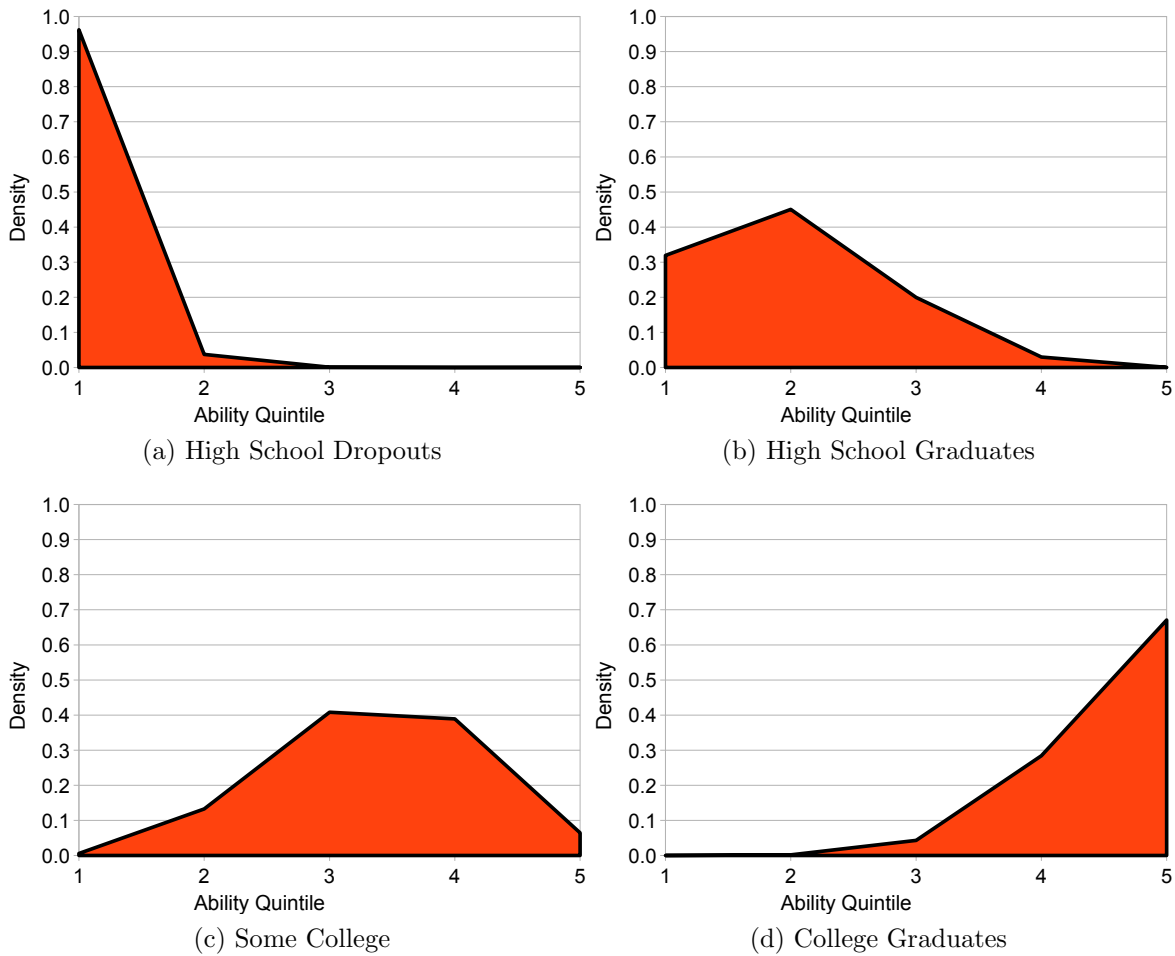 1.0
0.9
0.8
0.7
0.6
0.5
0.4
0.3
0.2
0.1
0.0
Density
1 2 3 4 5
Ability Quintile
(a) High School Dropouts
1.0
0.9
0.8
0.7
0.6
0.5
0.4
0.3
0.2
0.1
0.0
Density
1 2 3 4 5
Ability Quintile
(b) High School Graduates
1.0
0.9
0.8
0.7
0.6
0.5
0.4
0.3
0.2
0.1
0.0
Density
1 2 3 4 5
Ability Quintile
(c) Some College
1.0
0.9
0.8
0.7
0.6
0.5
0.4
0.3
0.2
0.1
0.0
Density
1 2 3 4 5
Ability Quintile
(d) College Graduates